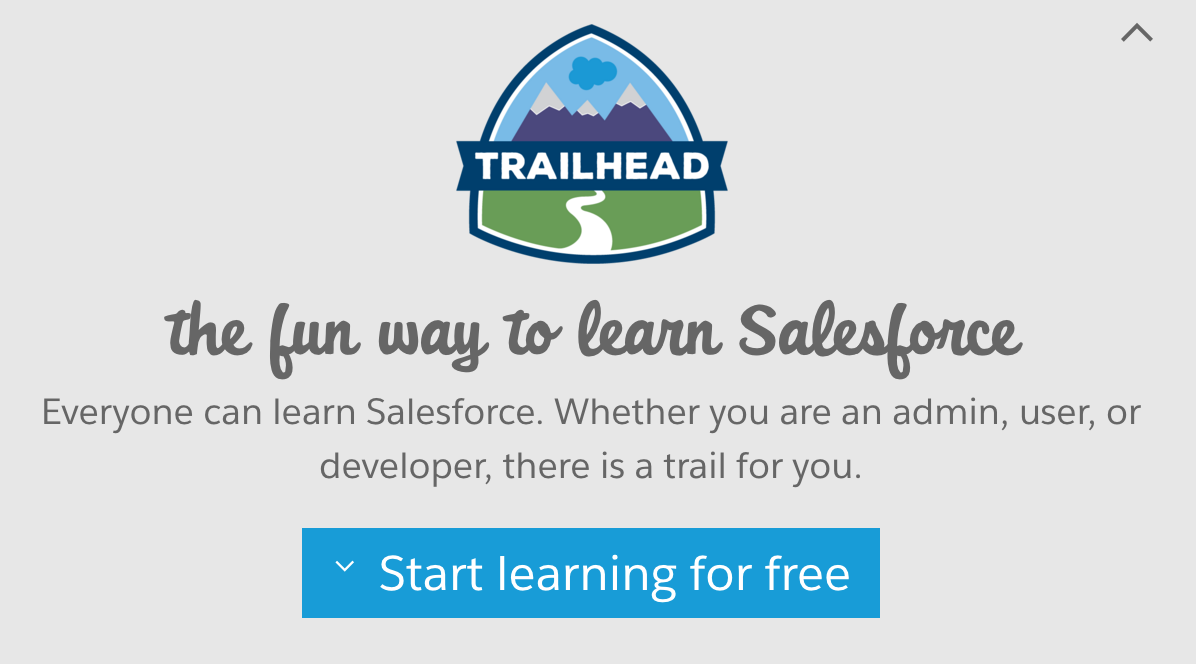 TRAILHEAD
the fun way to learn Salesforce
Everyone can learn Salesforce. Whether you are an admin, user, or
developer, there is a trail for you.
Start learning for free